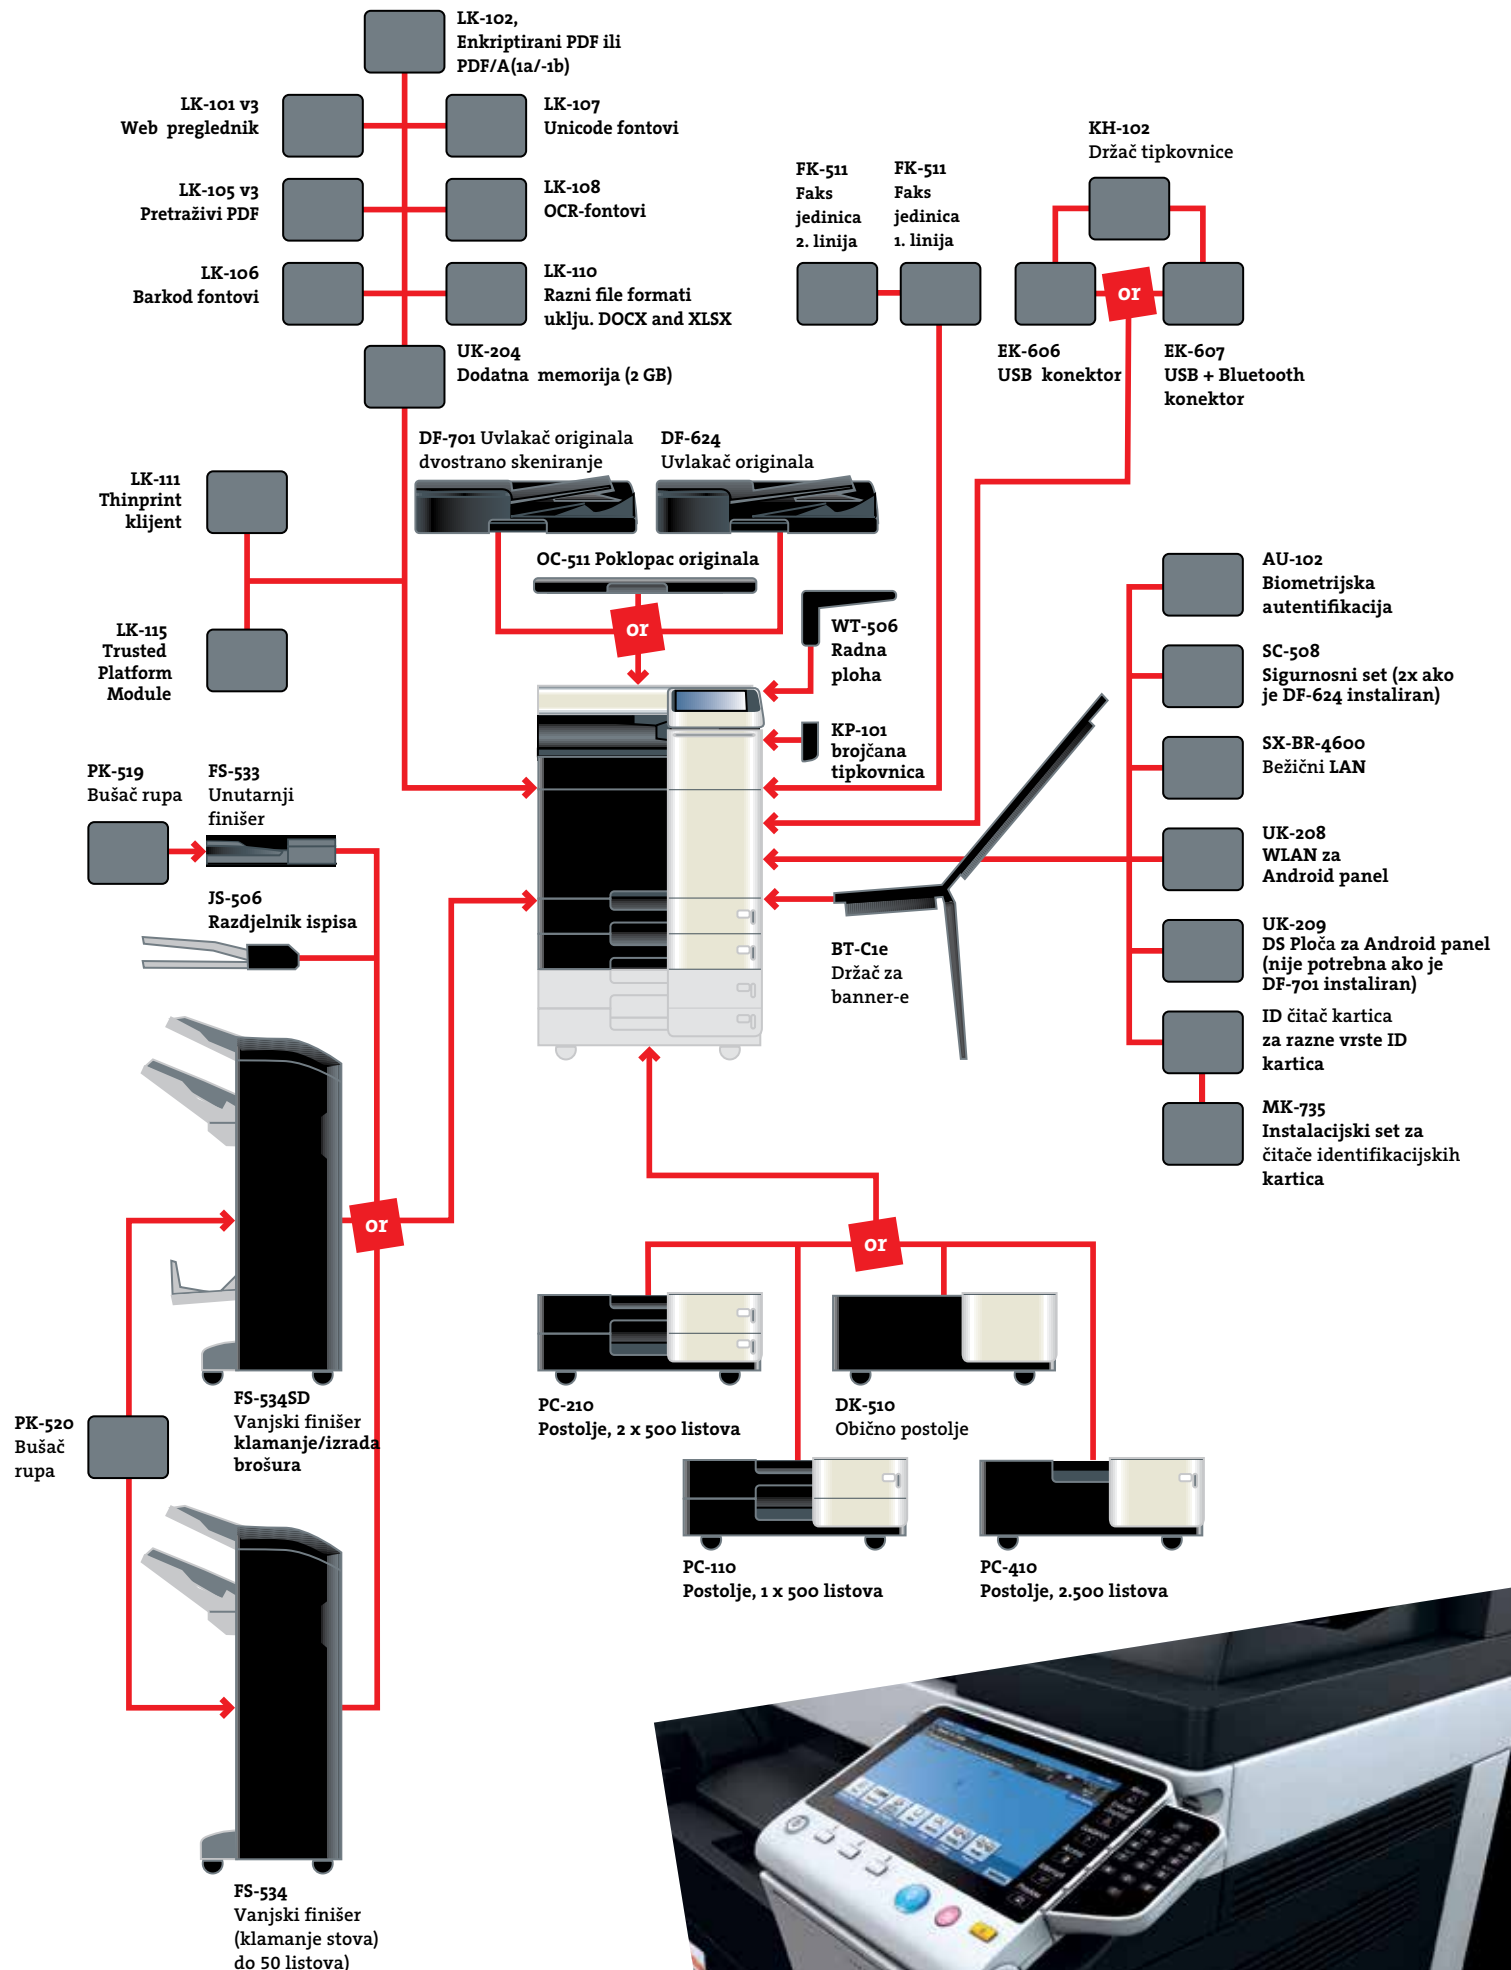 LK-102,
Enkriptirani PDF ili
PDF/A(1a/-1b)
LK-101 v3
Web preglednik
LK-107
Unicode fontovi
LK-105 v3
Pretraživi PDF
LK-108
OCR-fontovi
LK-106
Barkod fontovi
LK-110
Razni file formati
uklju. DOCX and XLSX
UK-204
Dodatna memorija (2 GB)
FK-511
Faks
jedinica
2. linija
FK-511
Faks
jedinica
1. linija
KH-102
Držač tipkovnice
or
EK-606
USB konektor
EK-607
USB + Bluetooth
konektor
LK-111
Thinprint
klijent
LK-115
Trusted
Platform
Module
DF-701 Uvlakač originala
dvostrano skeniranje
DF-624
Uvlakač originala
OC-511 Poklopac originala
or
WT-506
Radna
ploha
KP-101
brojčana
tipkovnica
AU-102
Biometrijska
autentifikacija
SC-508
Sigurnosni set (2x ako
je DF-624 instaliran)
SX-BR-4600
Bežični LAN
UK-208
WLAN za
Android panel
UK-209
DS Ploča za Android panel
(nije potrebna ako je
DF-701 instaliran)
ID čitač kartica
za razne vrste ID
kartica
MK-735
Instalacijski set za
čitače identifikacijskih
kartica
BT-C1e
Držač za
banner-e
PK-519
Bušač rupa
FS-533
Unutarnji
finišer
JS-506
Razdjelnik ispisa
or
FS-534SD
Vanjski finišer
klamanje/izrada
brošura
PK-520
Bušač
rupa
FS-534
Vanjski finišer
(klamanje stova)
do 50 listova)
or
PC-210
Postolje, 2 x 500 listova
DK-510
Obično postolje
PC-110
Postolje, 1 x 500 listova
PC-410
Postolje, 2.500 listova